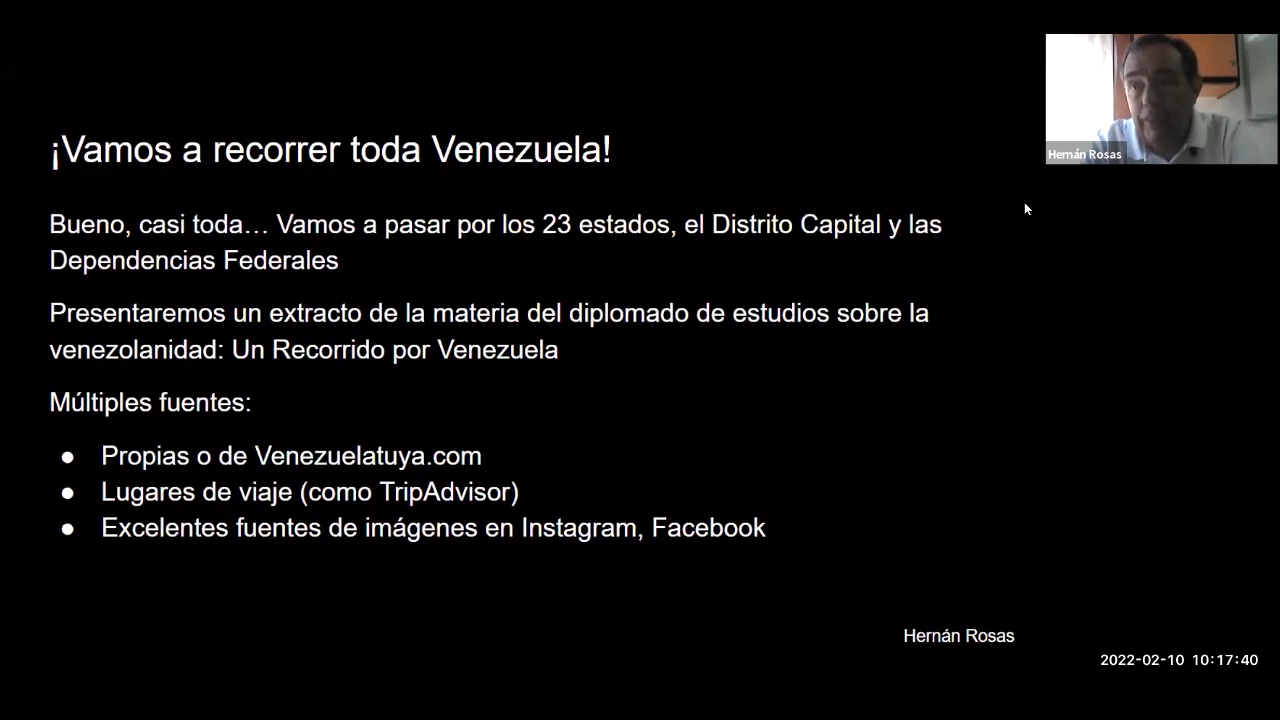 ¡Vamos a recorrer toda Venezuela!
Bueno, casi toda… Vamos a pasar por los 23 estados, el Distrito Capital y las
Dependencias Federales
Presentaremos un extracto de la materia del diplomado de estudios sobre la
venezolanidad: Un Recorrido por Venezuela
Múltiples fuentes:
● Propias o de Venezuelatuya.com
● Lugares de viaje (como TripAdvisor)
● Excelentes fuentes de imágenes en Instagram, Facebook
Hernán Rosas
Hernán Rosas
2022-02-10 10:17:40